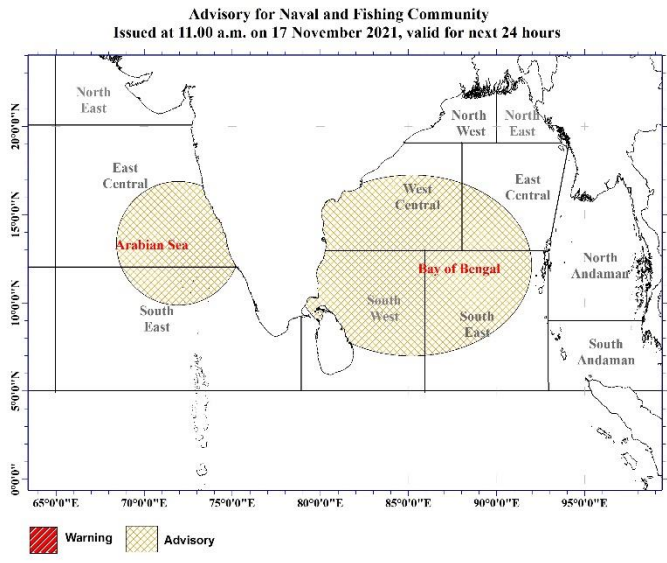 Advisory for Naval and Fishing Community
Issued at 11.00 a.m. on 17 November 2021, valid for next 24 hours
North
East
North
West
North
East
20°0'0"N
East
Central
West
Central
East
Central
15°0'0"N
Arabian Sea
Bay of Bengal
North
Andaman
10°0'0"N
South
East
South
West
South
East
South
Andaman
5°0'0"N
0°0'0"
65°0'0"E
70°0'0"E
75°0'0"E
80°0'0"E
85°0'0"E
90°0'0"E
95°0'0"E
Warning
Advisory